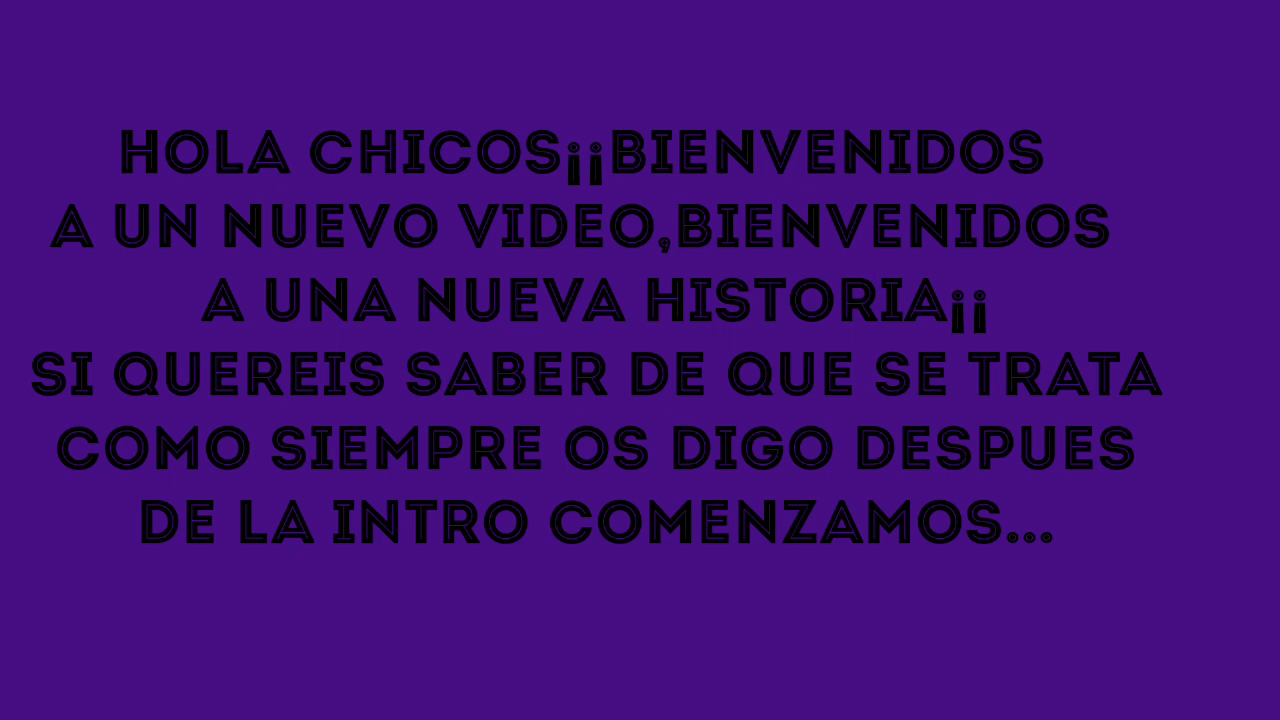 HOLA CHICOS¡¡BIENVENIDOS
A UN NUEVO VIDEO,BIENVENIDOS
A UNA NUEVA HISTORIA¡¡
SI QUEREIS SABER DE QUE SE TRATA
COMO SIEMPRE OS DIGO DESPUES
DE LA INTRO COMENZAMOS...